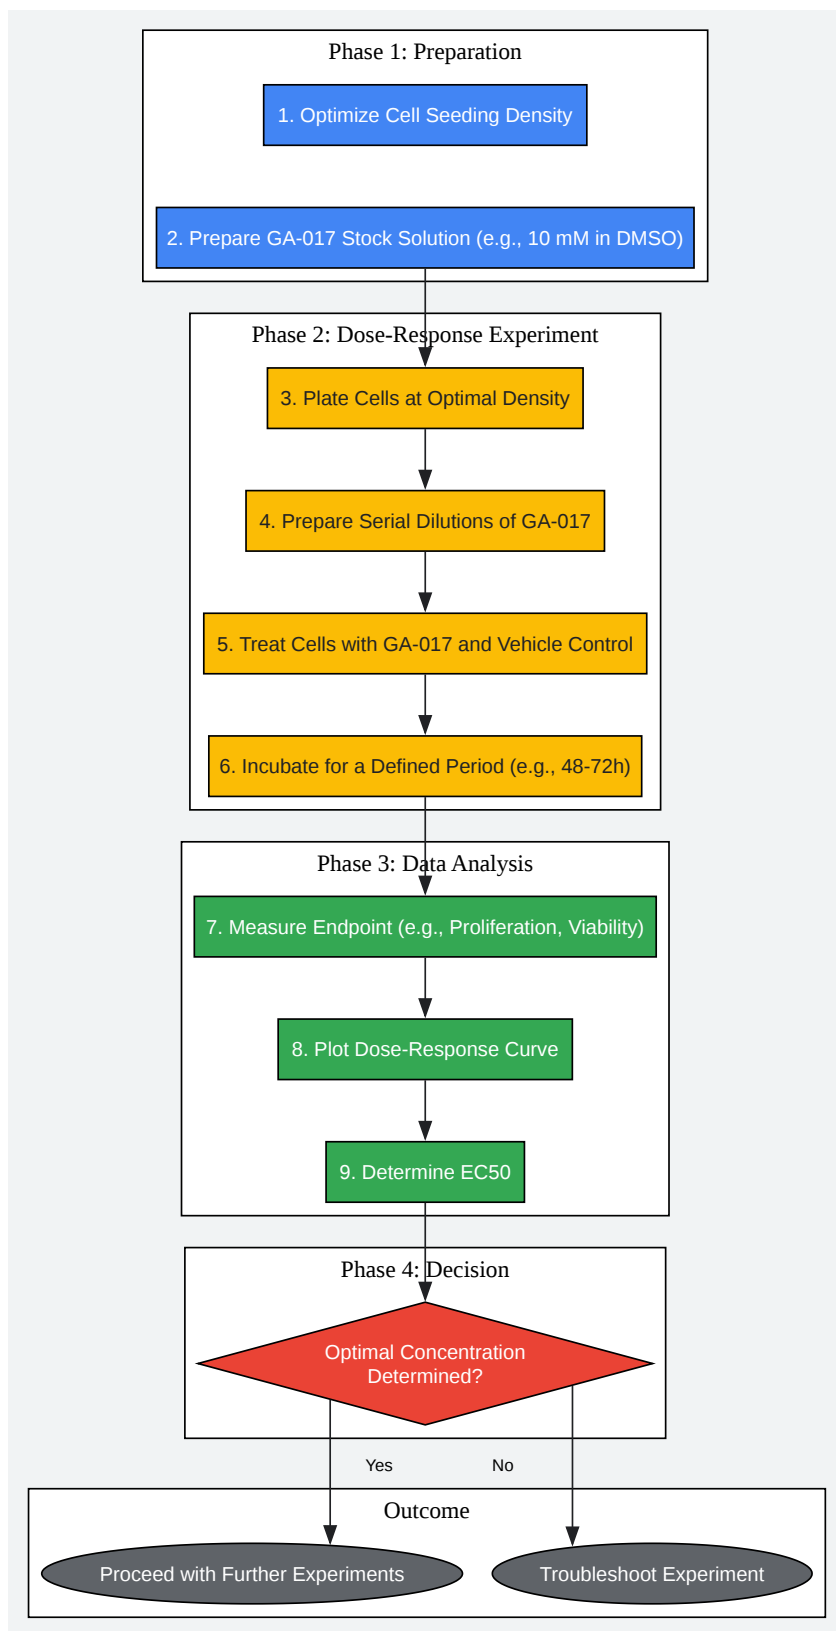 Phase 1: Preparation
1. Optimize Cell Seeding Density
2. Prepare GA-017 Stock Solution (e.g., 10 mM in DMSO)
Phase 2: Dose-Response Experiment
3. Plate Cells at Optimal Density
4. Prepare Serial Dilutions of GA-017
5. Treat Cells with GA-017 and Vehicle Control
6. Incubate for a Defined Period (e.g., 48-72h)
Phase 3: Data Analysis
7. Measure Endpoint (e.g., Proliferation, Viability)
8. Plot Dose-Response Curve
9. Determine EC50
Phase 4: Decision
Optimal Concentration
Determined?
Yes
No
Outcome
Proceed with Further Experiments
Troubleshoot Experiment